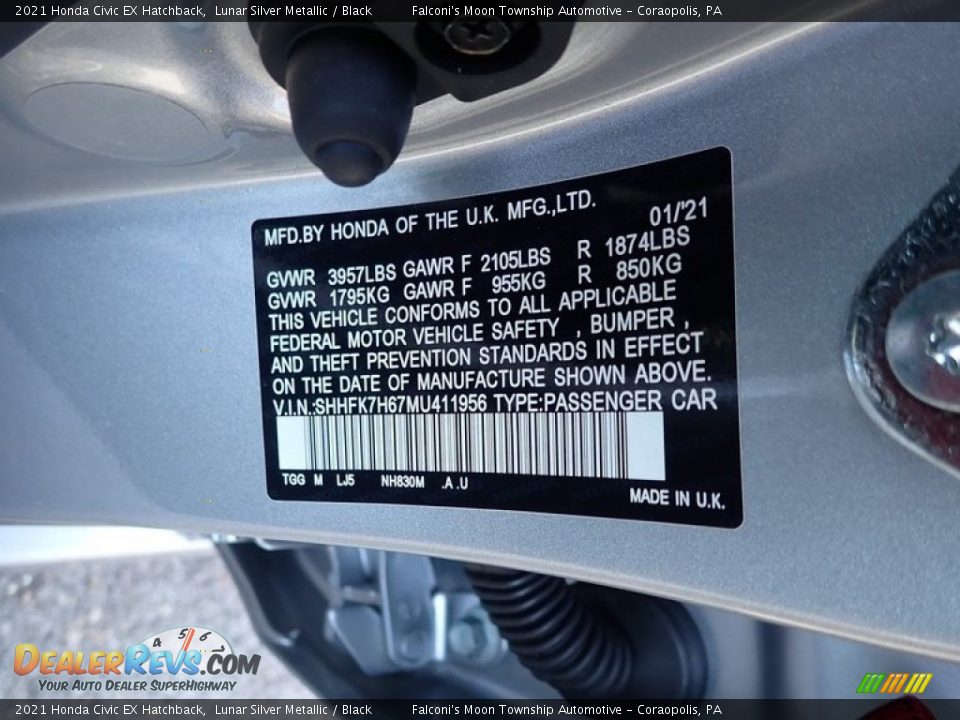 2021 Honda Civic EX Hatchback,   Lunar Silver Metallic / Black          Falconi's Moon Township Automotive - Coraopolis, PA
MFD.BY HONDA OF THE U.K. MFG.,LTD.
01/'21
GVWR 3957LBS GAWR F 2105LBS R 1874LBS
GVWR 1795KG GAWR F 955KG R 850KG
THIS VEHICLE CONFORMS TO ALL APPLICABLE
FEDERAL MOTOR VEHICLE SAFETY , BUMPER ,
AND THEFT PREVENTION STANDARDS IN EFFECT
ON THE DATE OF MANUFACTURE SHOWN ABOVE.
V.I.N.:SHHFK7H67MU411956 TYPE:PASSENGER CAR
TGG M LJ5 NH830M .A .U
MADE IN U.K.
4 5 6
DEALERREVS.COM
YOUR AUTO DEALER SUPERHIGHWAY
2021 Honda Civic EX Hatchback,   Lunar Silver Metallic / Black          Falconi's Moon Township Automotive - Coraopolis, PA